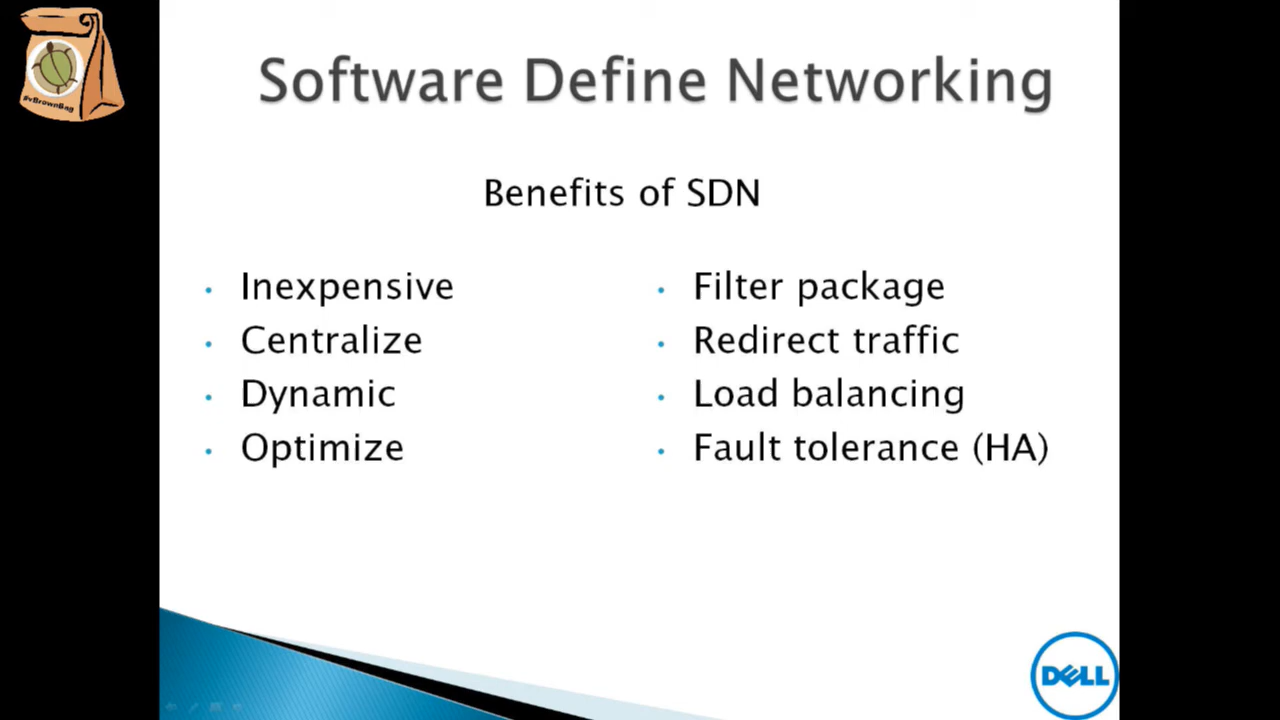 #vBrownBag
Software Define Networking
Benefits of SDN
Inexpensive
Centralize
Dynamic
Optimize
Filter package
Redirect traffic
Load balancing
Fault tolerance (HA)
DELL